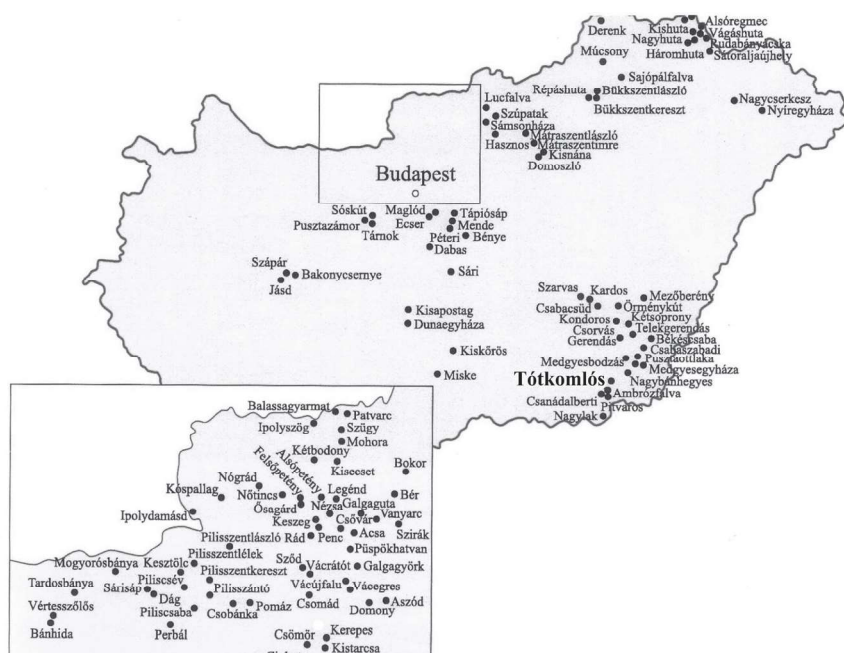 Derenk
Kishuta
Alsóregmec
Vágáshuta
Nagyhuta
Rudabányácska
Háromhuta
Sátoraljaújhely
Múcsony
Sajópálfalva
Répáshuta
Bükkszentlászló
Bükkszentkereszt
Nagycserkesz
Nyíregyháza
Lucfalva
Szúpatak
Sámsonháza
Hasznos
Mátraszentlászló
Mátraszentimre
Kisnána
Domoszló
Budapest
Sóskút
Maglód
Tápiósáp
Pusztazámor
Ecser
Mende
Tárnok
Péteri
Bénye
Dabas
Szápár
Bakonycsernye
Jásd
Sári
Kisapostag
Dunaegyháza
Kiskőrös
Miske
Szarvas
Kardos
Mezőberény
Csabacsüd
Örménykút
Kondoros
Kétsoprony
Csorvás
Telekgerendás
Gerendás
Békéscsaba
Csabaszabadi
Pusztaottlaka
Medgyesbodzás
Medgyesegyháza
Tótkomlós
Nagybánhegyes
Ambrózfalva
Csanádalberti
Pitvaros
Nagylak
Balassagyarmat
Patvarc
Ipolyszög
Szügy
Mohora
Kétbodony
Kisecset
Bokor
Alsópetény
Felsőpetény
Nógrád
Legénd
Bér
Kóspallag
Nőtincs
Nézsa
Galgaguta
Ősagárd
Vanyarc
Ipolydamásd
Keszeg
Csővár
Szirák
Pilisszentlászló
Rád
Penc
Acsa
Pilisszentlélek
Püspökhatvan
Mogyorósbánya
Kesztölc
Sződ
Vácrátót
Galgagyörk
Tardosbánya
Piliscsév
Pilisszentkereszt
Sárisáp
Pilisszántó
Vácújfalu
Vácegres
Vértesszőlős
Dág
Csomád
Aszód
Piliscsaba
Csobánka
Pomáz
Domony
Bánhida
Perbál
Csömör
Kerepes
Kistarcsa